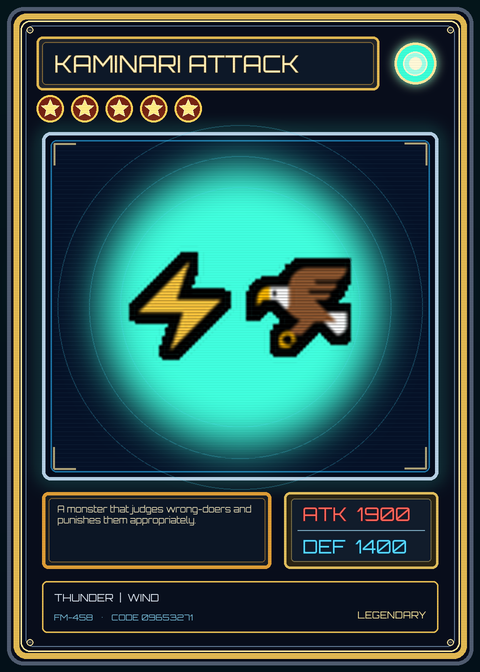 KAMINARI ATTACK
A monster that judges wrong-doers and
punishes them appropriately.
ATK 1900
DEF 1400
THUNDER | WIND
FM-458 · CODE 09653271
LEGENDARY